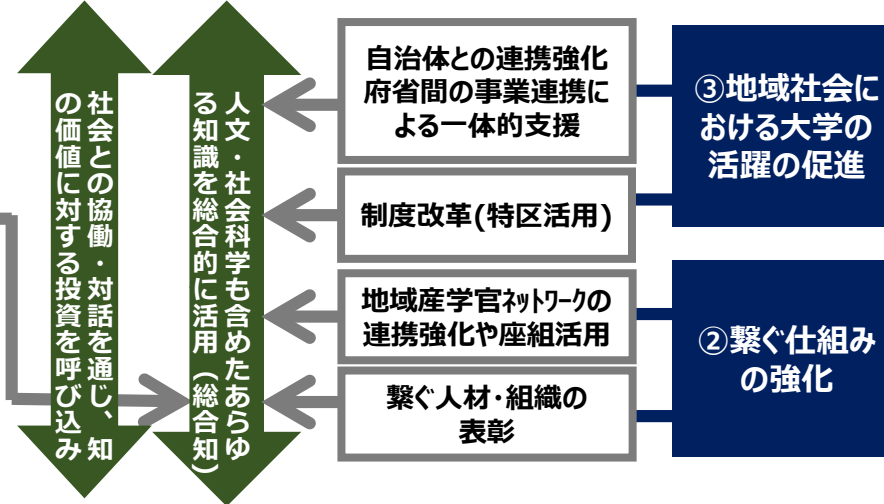 社会との協働・対話を通じ、知
の価値に対する投資を呼び込み
人文・社会科学も含めたあらゆ
る知識を総合的に活用（総合知）
自治体との連携強化
府省間の事業連携に
よる一体的支援
制度改革(特区活用)
地域産学官ﾈｯﾄﾜｰｸの
連携強化や座組活用
繋ぐ人材･組織の
表彰
③地域社会に
おける大学の
活躍の促進
②繋ぐ仕組み
の強化